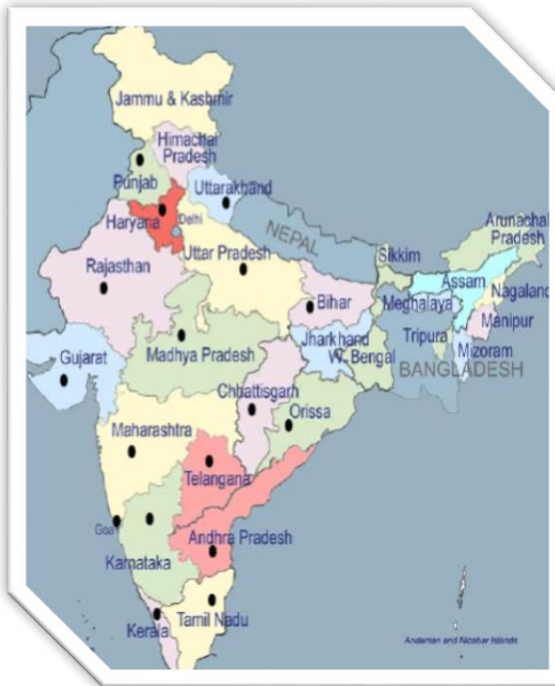 Jammu & Kashmir
Himachal
Pradesh
Punjab
Uttarakhand
Haryana
Delhi
NEPAL
Arunachal
Pradesh
Sikkim
Uttar Pradesh
Rajasthan
Assam
Nagaland
Bihar
Meghalaya
Manipur
Jharkhand
Tripura
Mizoram
Gujarat
Madhya Pradesh
W. Bengal
BANGLADESH
Chhattisgarh
Orissa
Maharashtra
Telangana
Goa
Andhra Pradesh
Karnataka
Tamil Nadu
Kerala
Andaman and Nicobar Islands